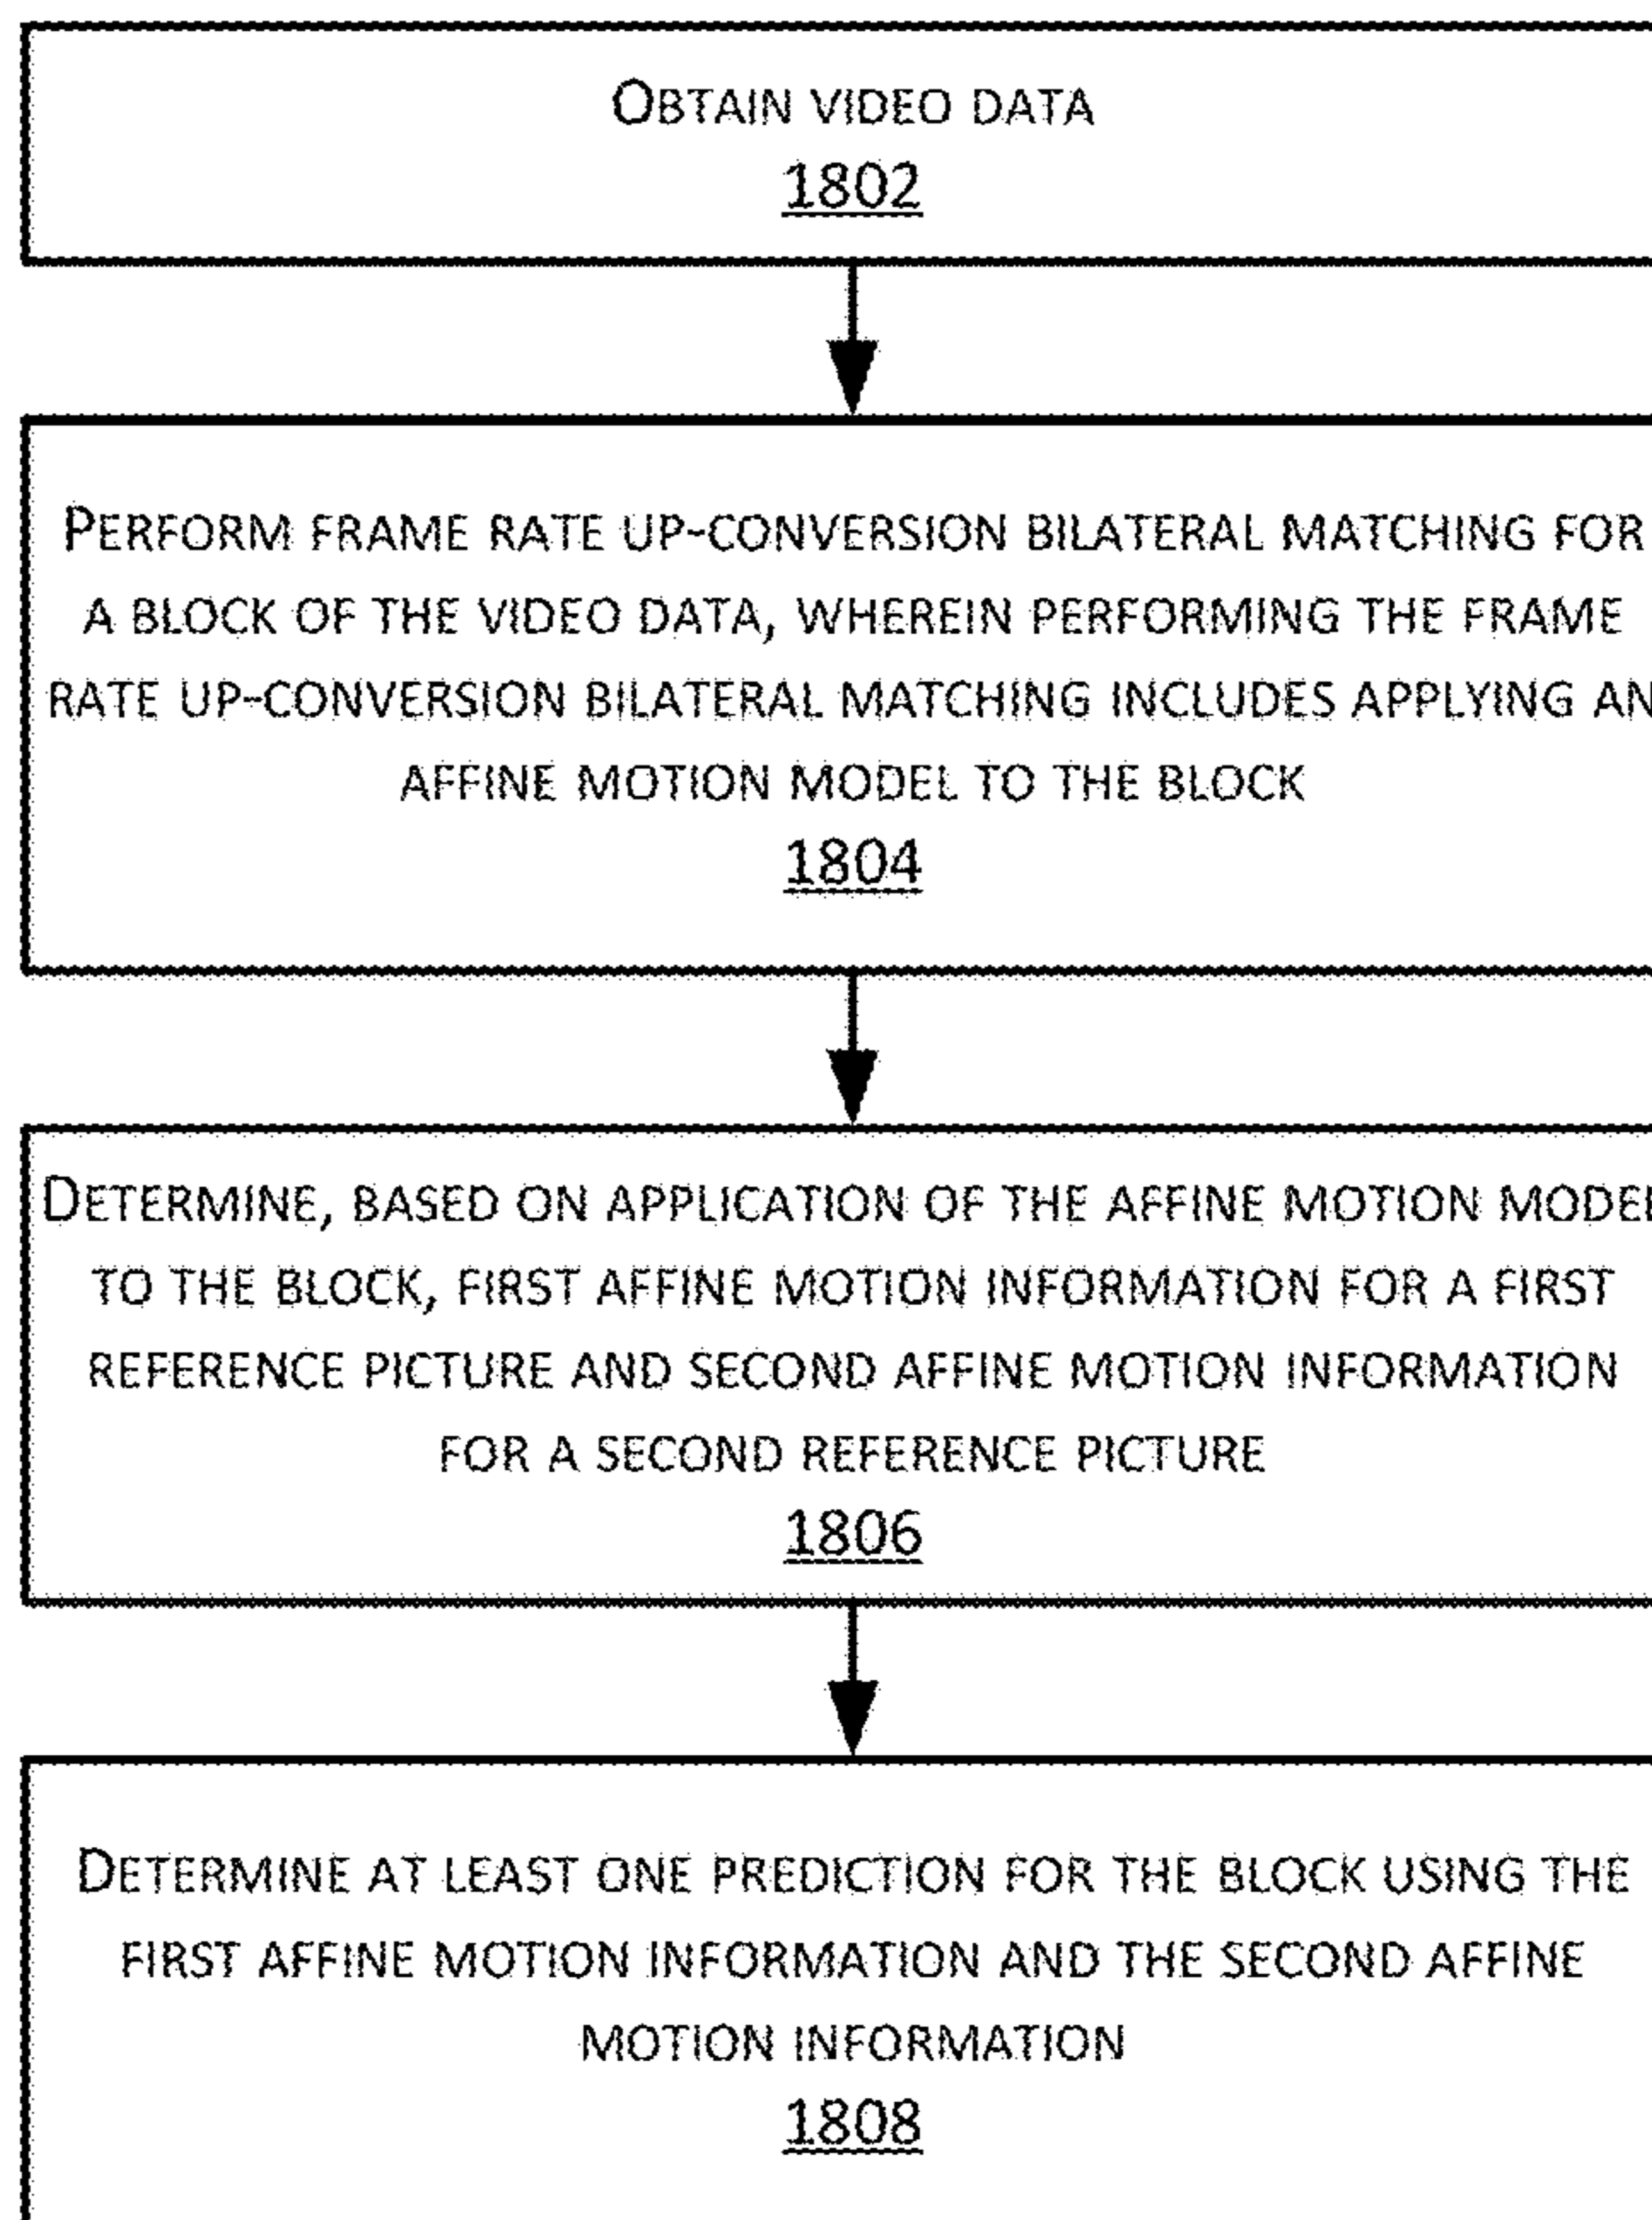 OBTAIN VIDEO DATA
1802
PERFORM FRAME RATE UP-CONVERSION BILATERAL MATCHING FOR
A BLOCK OF THE VIDEO DATA, WHEREIN PERFORMING THE FRAME
RATE UP-CONVERSION BILATERAL MATCHING INCLUDES APPLYING AN
AFFINE MOTION MODEL TO THE BLOCK
1804
DETERMINE, BASED ON APPLICATION OF THE AFFINE MOTION MODEL
TO THE BLOCK, FIRST AFFINE MOTION INFORMATION FOR A FIRST
REFERENCE PICTURE AND SECOND AFFINE MOTION INFORMATION
FOR A SECOND REFERENCE PICTURE
1806
DETERMINE AT LEAST ONE PREDICTION FOR THE BLOCK USING THE
FIRST AFFINE MOTION INFORMATION AND THE SECOND AFFINE
MOTION INFORMATION
1808